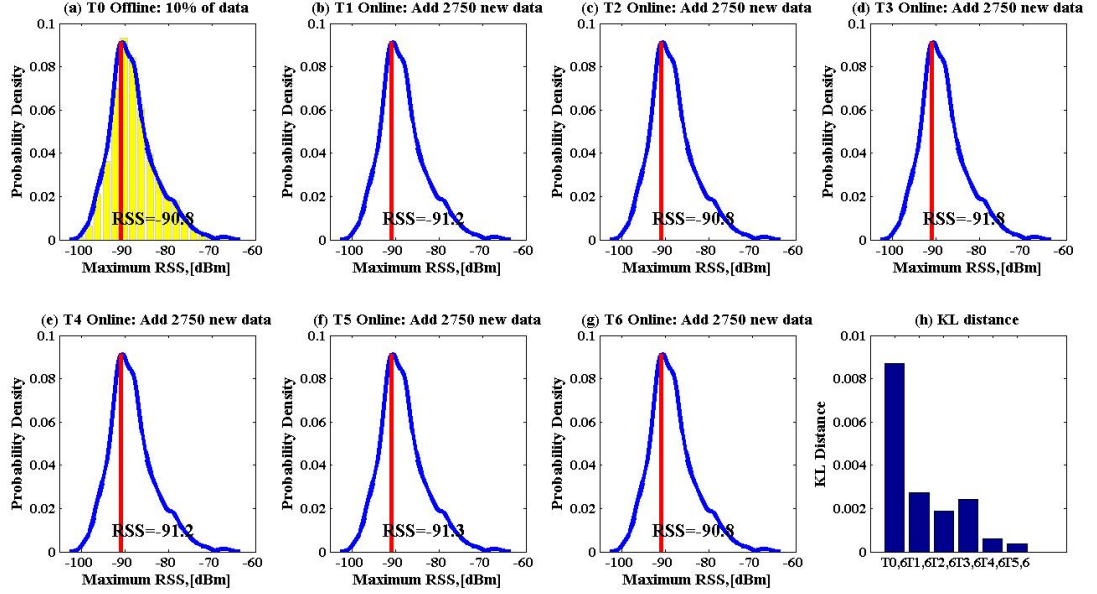 (a) T0 Offline: 10% of data
(b) T1 Online: Add 2750 new data
(c) T2 Online: Add 2750 new data
(d) T3 Online: Add 2750 new data
0.1
0.08
0.06
0.04
0.02
0
Probability Density
RSS=-90.8
-100 -90 -80 -70 -60
Maximum RSS,[dBm]
0.1
0.08
0.06
0.04
0.02
0
Probability Density
RSS=-91.2
-100 -90 -80 -70 -60
Maximum RSS,[dBm]
0.1
0.08
0.06
0.04
0.02
0
Probability Density
RSS=-90.8
-100 -90 -80 -70 -60
Maximum RSS,[dBm]
0.1
0.08
0.06
0.04
0.02
0
Probability Density
RSS=-91.8
-100 -90 -80 -70 -60
Maximum RSS,[dBm]
(e) T4 Online: Add 2750 new data
(f) T5 Online: Add 2750 new data
(g) T6 Online: Add 2750 new data
(h) KL distance
0.1
0.08
0.06
0.04
0.02
0
Probability Density
RSS=-91.2
-100 -90 -80 -70 -60
Maximum RSS,[dBm]
0.1
0.08
0.06
0.04
0.02
0
Probability Density
RSS=-91.3
-100 -90 -80 -70 -60
Maximum RSS,[dBm]
0.1
0.08
0.06
0.04
0.02
0
Probability Density
RSS=-90.8
-100 -90 -80 -70 -60
Maximum RSS,[dBm]
0.01
0.008
0.006
0.004
0.002
0
KL Distance
T0,6 T1,6 T2,6 T3,6 T4,6 T5,6